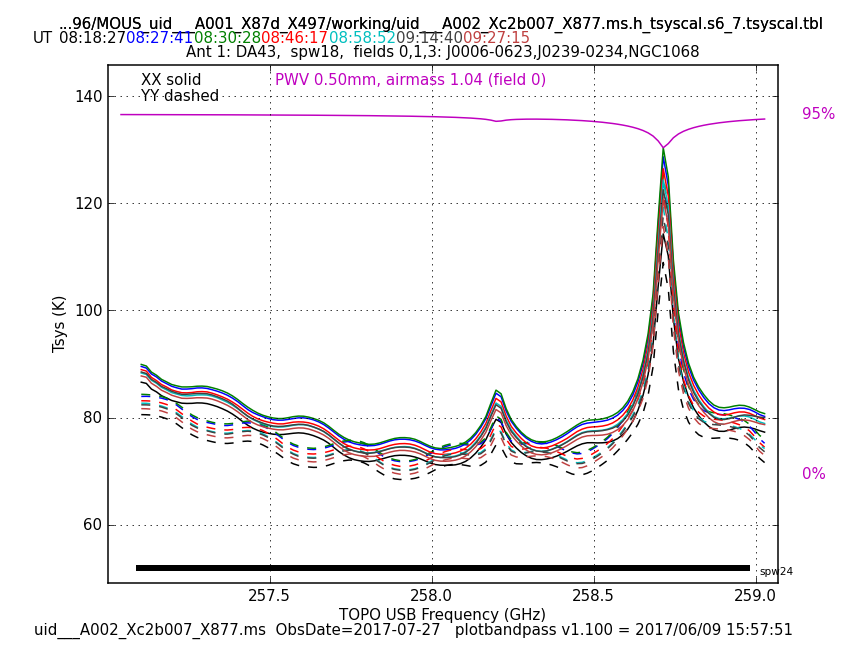 ...96/MOUS_uid___A001_X87d_X497/working/uid___A002_Xc2b007_X877.ms.h_tsyscal.s6_7.tsyscal.tbl
UT 08:18:27 08:27:41 08:30:28 08:46:17 08:58:52 09:14:40 09:27:15
Ant 1: DA43, spw18, fields 0,1,3: J0006-0623,J0239-0234,NGC1068
XX solid PWV 0.50mm, airmass 1.04 (field 0)
YY dashed
140
95%
120
100
Tsys (K)
80
0%
60
spw24
257.5 258.0 258.5 259.0
TOPO USB Frequency (GHz)
uid___A002_Xc2b007_X877.ms ObsDate=2017-07-27 plotbandpass v1.100 = 2017/06/09 15:57:51